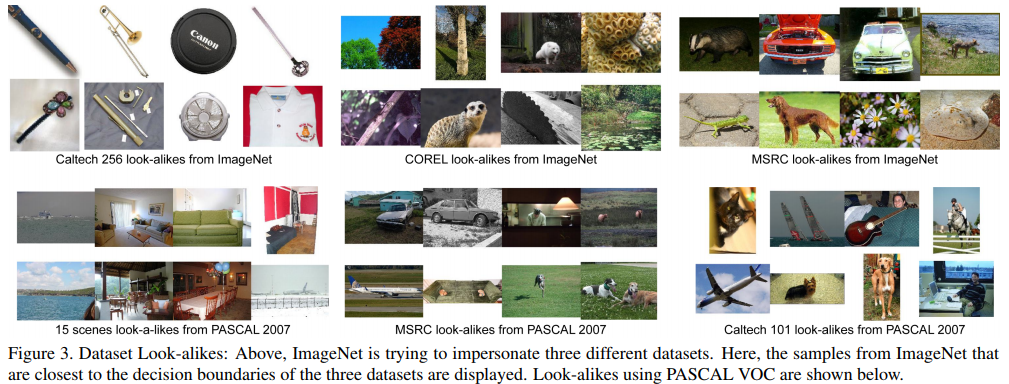 Canon
Caltech 256 look-alikes from ImageNet
COREL look-alikes from ImageNet
MSRC look-alikes from ImageNet
15 scenes look-a-likes from PASCAL 2007
MSRC look-alikes from PASCAL 2007
Caltech 101 look-alikes from PASCAL 2007
Figure 3. Dataset Look-alikes: Above, ImageNet is trying to impersonate three different datasets. Here, the samples from ImageNet that
are closest to the decision boundaries of the three datasets are displayed. Look-alikes using PASCAL VOC are shown below.